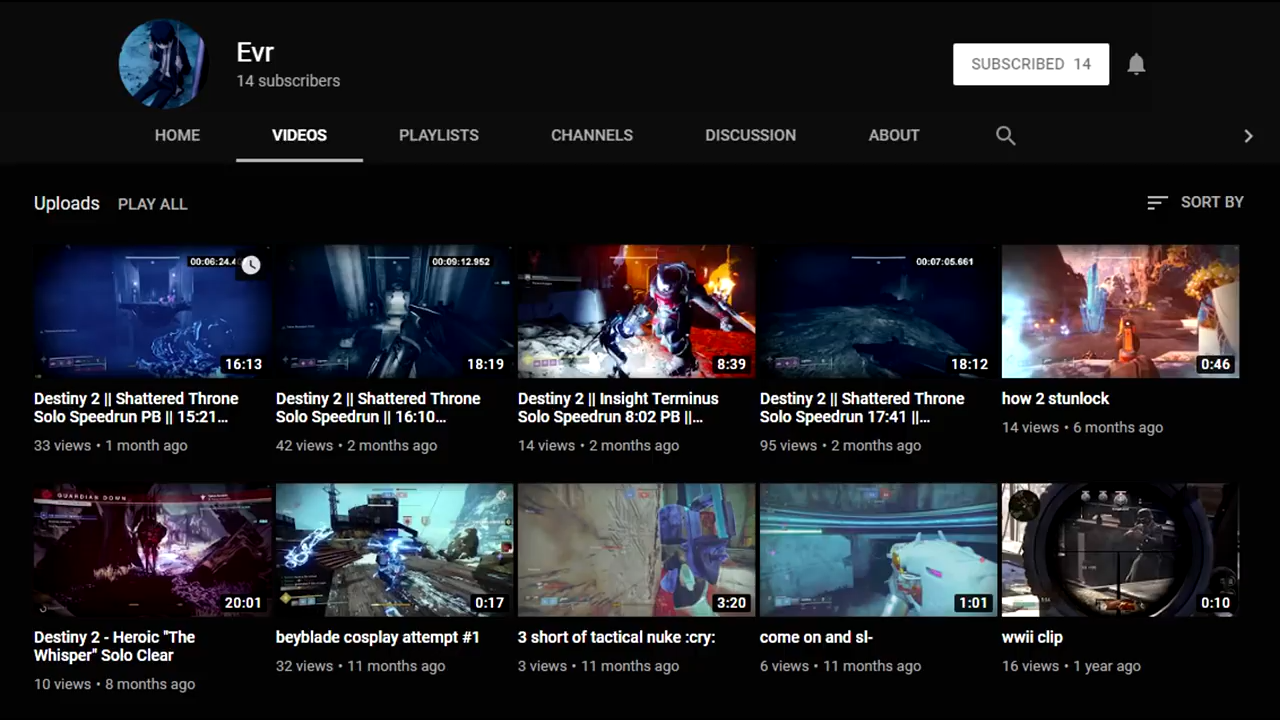 Evr
14 subscribers
SUBSCRIBED 14
HOME
VIDEOS
PLAYLISTS
CHANNELS
DISCUSSION
ABOUT
Uploads
PLAY ALL
SORT BY
00:06:24.4
16:13
00:09:12.952
18:19
8:39
00:07:05.661
18:12
0:46
Destiny 2 || Shattered Throne
Solo Speedrun PB || 15:21...
33 views • 1 month ago
Destiny 2 || Shattered Throne
Solo Speedrun || 16:10...
42 views • 2 months ago
Destiny 2 || Insight Terminus
Solo Speedrun 8:02 PB ||...
14 views • 2 months ago
Destiny 2 || Shattered Throne
Solo Speedrun 17:41 ||...
95 views • 2 months ago
how 2 stunlock
14 views • 6 months ago
GUARDIAN DOWN
20:01
0:17
3:20
1:01
0:10
Destiny 2 - Heroic "The
Whisper" Solo Clear
10 views • 8 months ago
beyblade cosplay attempt #1
32 views • 11 months ago
3 short of tactical nuke :cry:
3 views • 11 months ago
come on and sl-
6 views • 11 months ago
wwii clip
16 views • 1 year ago